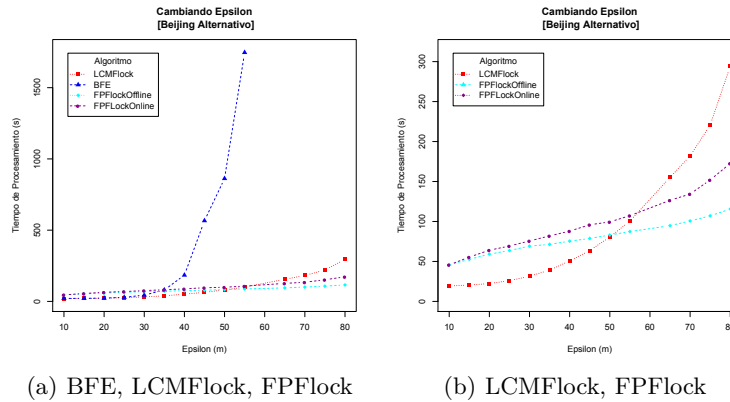 Cambiando Epsilon
[Beijing Alternativo]
Tiempo de Procesamiento (s)
1500
1000
500
0
Algoritmo
LCMFlock
BFE
FPFlockOffline
FPFLockOnline
10 20 30 40 50 60 70 80
Epsilon (m)
(a) BFE, LCMFlock, FPFlock
Cambiando Epsilon
[Beijing Alternativo]
Tiempo de Procesamiento (s)
300
250
200
150
100
50
0
Algoritmo
LCMFlock
FPFlockOffline
FPFLockOnline
10 20 30 40 50 60 70 80
Epsilon (m)
(b) LCMFlock, FPFlock